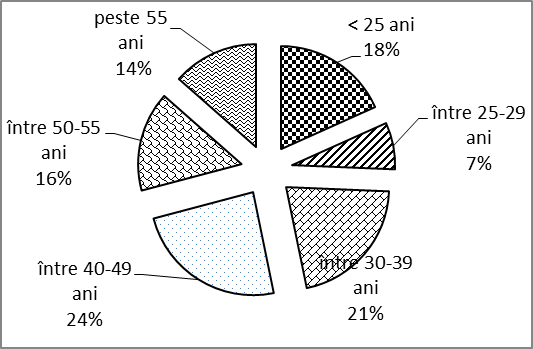 < 25 ani
18%
între 25-29
ani
7%
între 30-39
ani
21%
între 40-49
ani
24%
între 50-55
ani
16%
peste 55
ani
14%